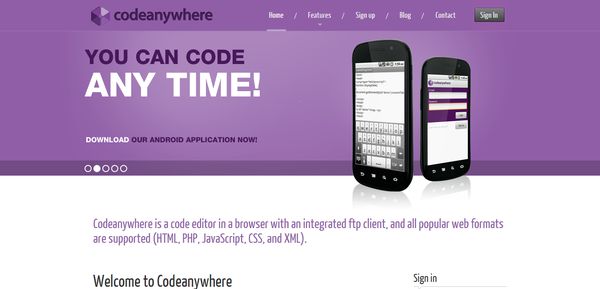 codeanywhere
Home / Features / Sign up / Blog / Contact
Sign In
YOU CAN CODE
ANY TIME!
DOWNLOAD OUR ANDROID APPLICATION NOW!
Codeanywhere is a code editor in a browser with an integrated ftp client, and all popular web formats
are supported (HTML, PHP, JavaScript, CSS, and XML).
Welcome to Codeanywhere
Sign in